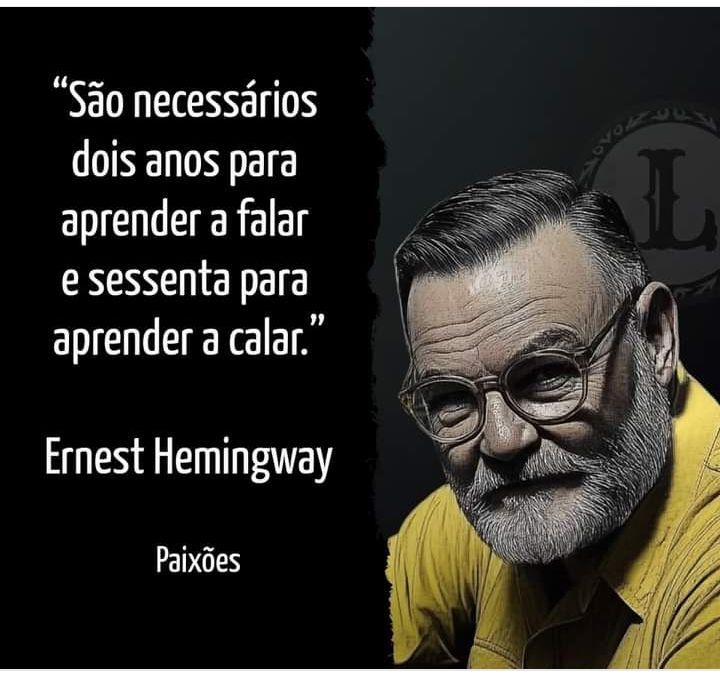 “São necessários
dois anos para
aprender a falar
e sessenta para
aprender a calar.”
Ernest Hemingway
Paixões
L